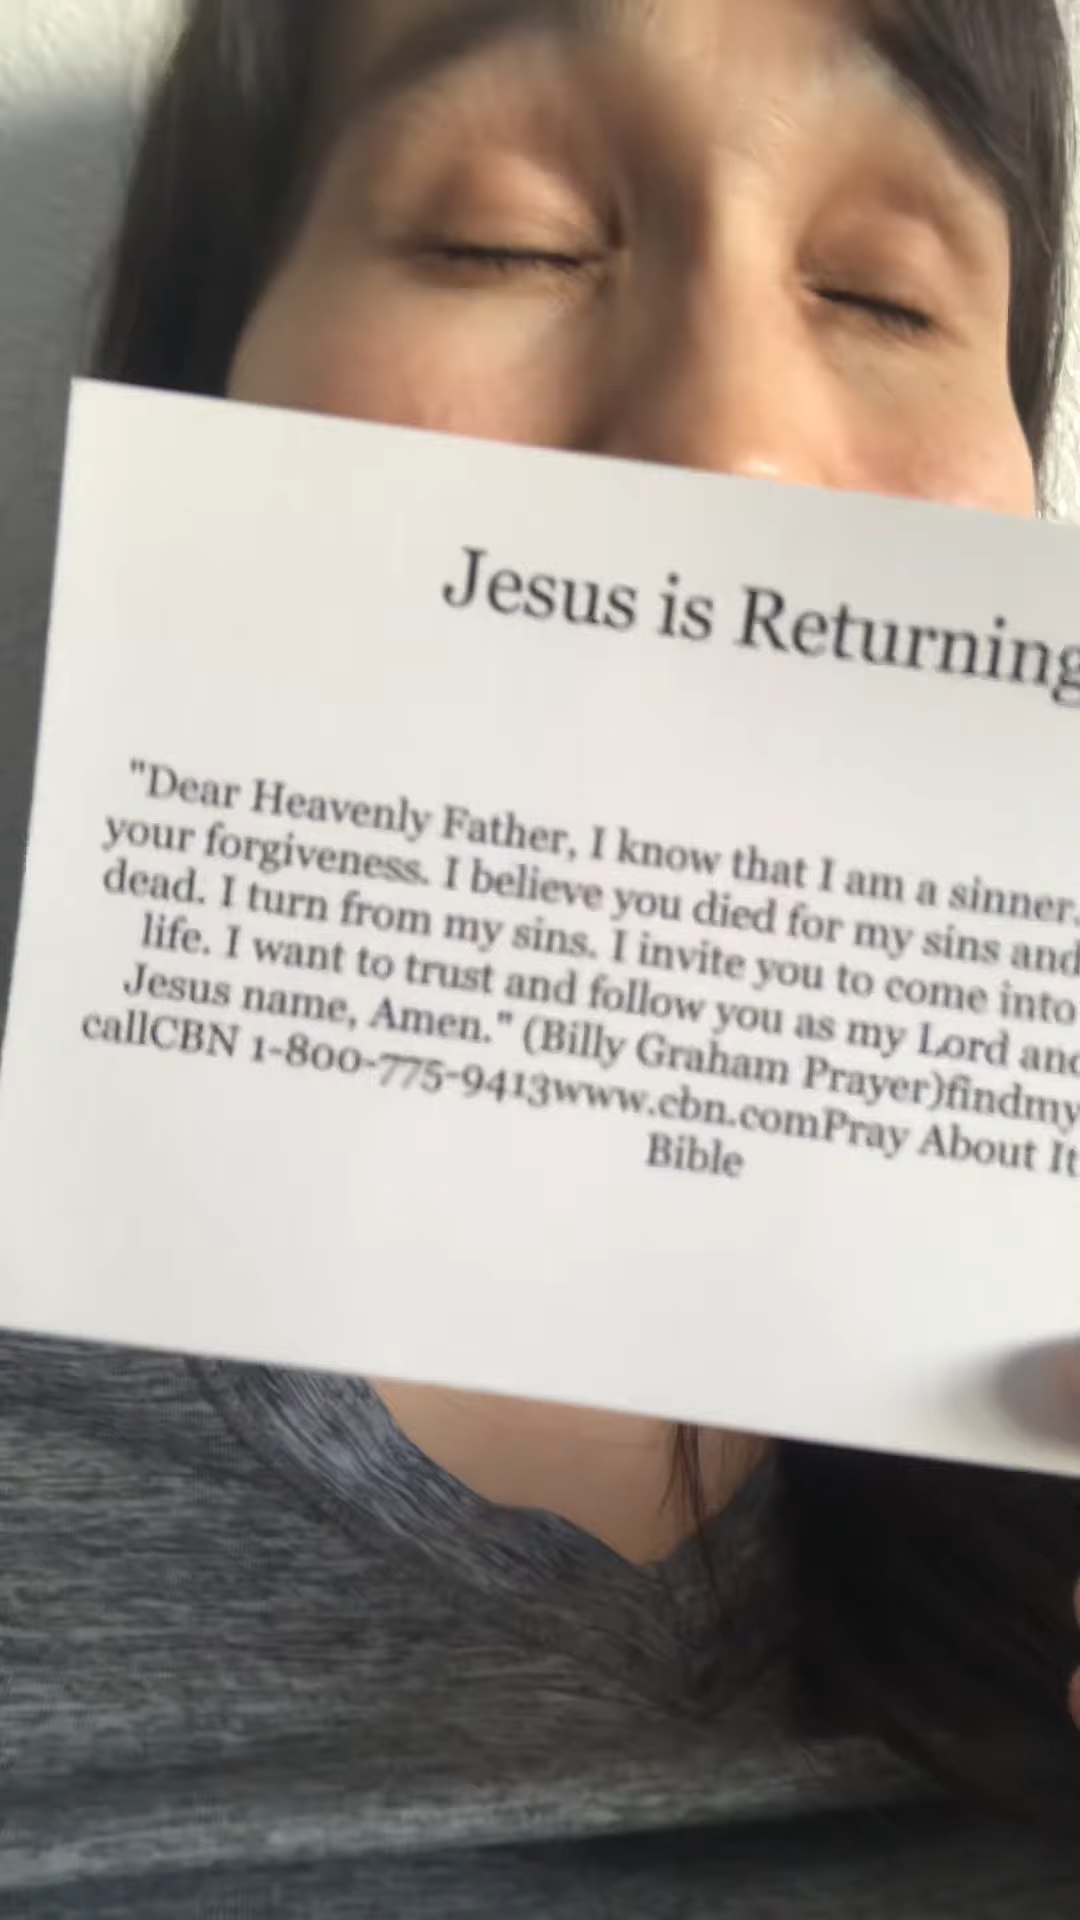 Jesus is Returning
"Dear Heavenly Father, I know that I am a sinner.
your forgiveness. I believe you died for my sins and
dead. I turn from my sins. I invite you to come into
life. I want to trust and follow you as my Lord and
Jesus name, Amen." (Billy Graham Prayer)findmy
callCBN 1-800-775-9413www.cbn.comPray About It
Bible